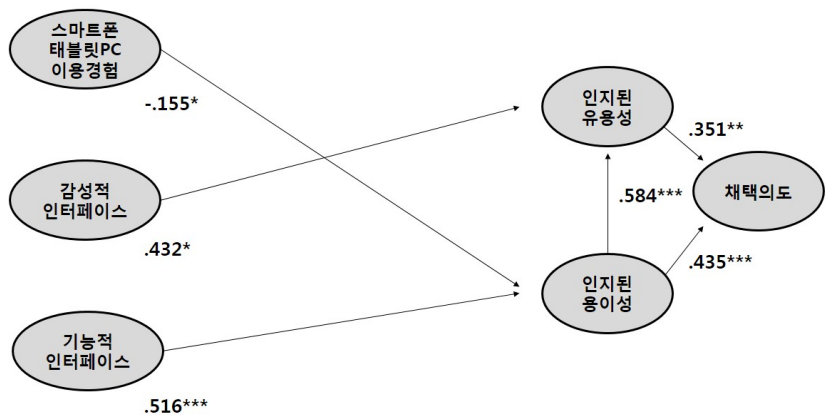 스마트폰
태블릿PC
이용경험
-.155*
감성적
인터페이스
.432*
기능적
인터페이스
.516***
인지된
유용성
.351**
.584***
채택의도
.435***
인지된
용이성